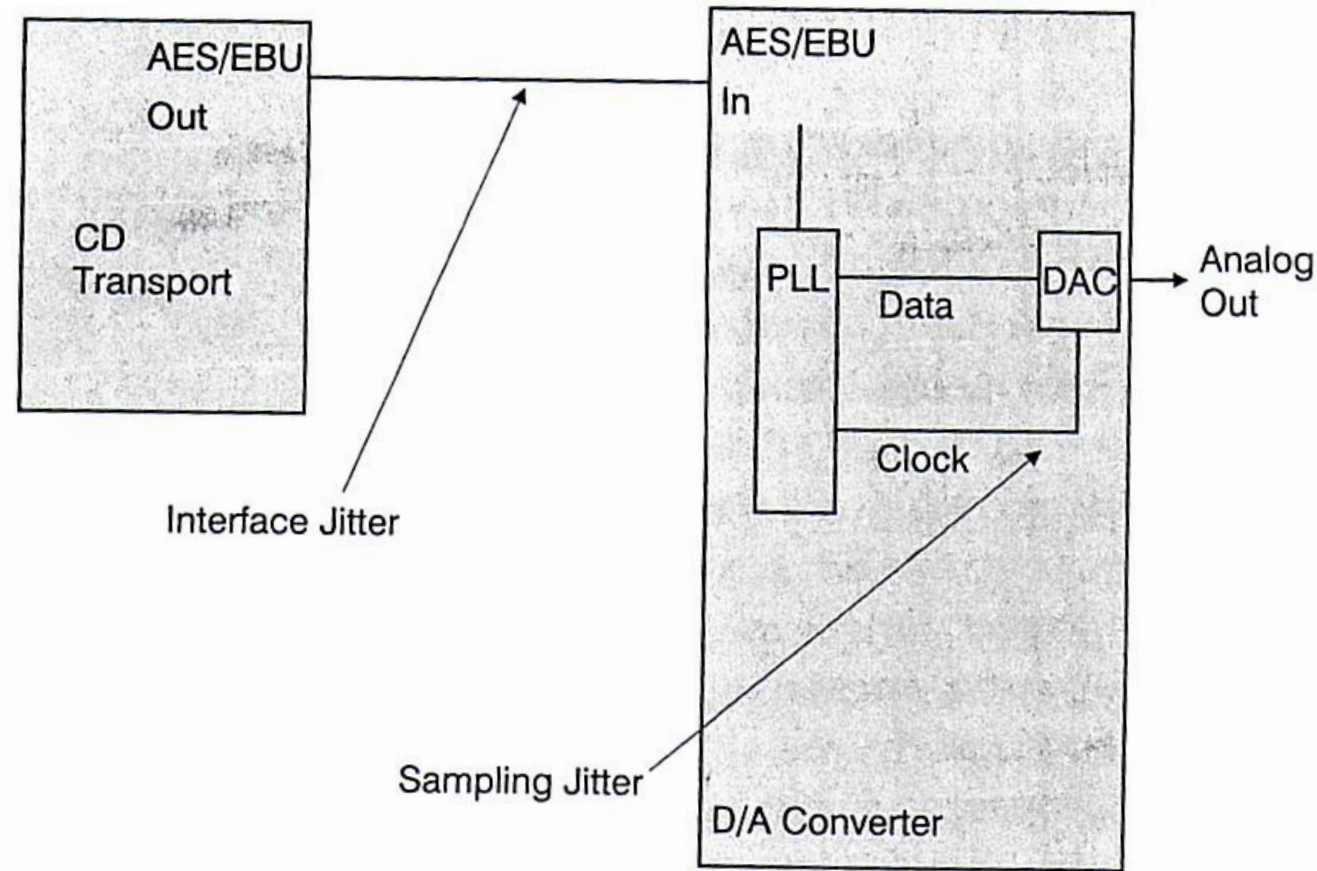 AES/EBU
Out
CD
Transport
AES/EBU
In
PLL
Data
DAC
Clock
Analog
Out
Interface Jitter
Sampling Jitter
D/A Converter